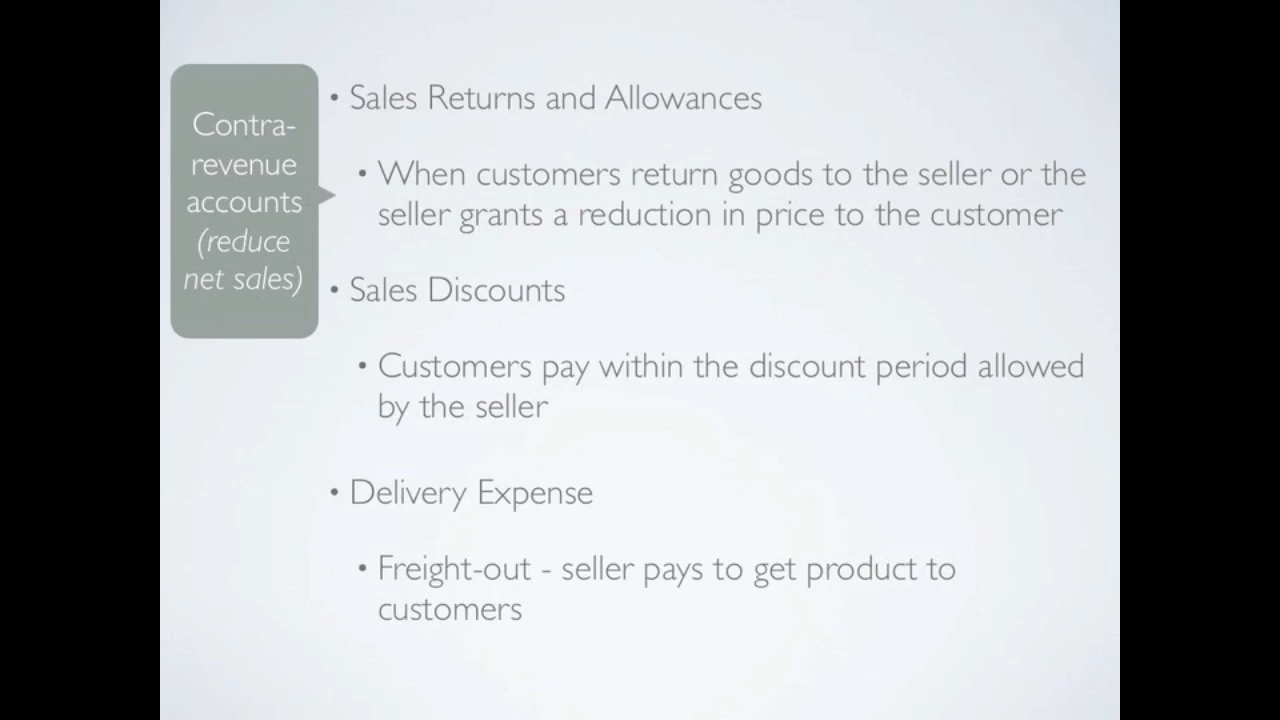 Contra-
revenue
accounts
(reduce
net sales)
• Sales Returns and Allowances
• When customers return goods to the seller or the
seller grants a reduction in price to the customer
• Sales Discounts
• Customers pay within the discount period allowed
by the seller
• Delivery Expense
• Freight-out - seller pays to get product to
customers